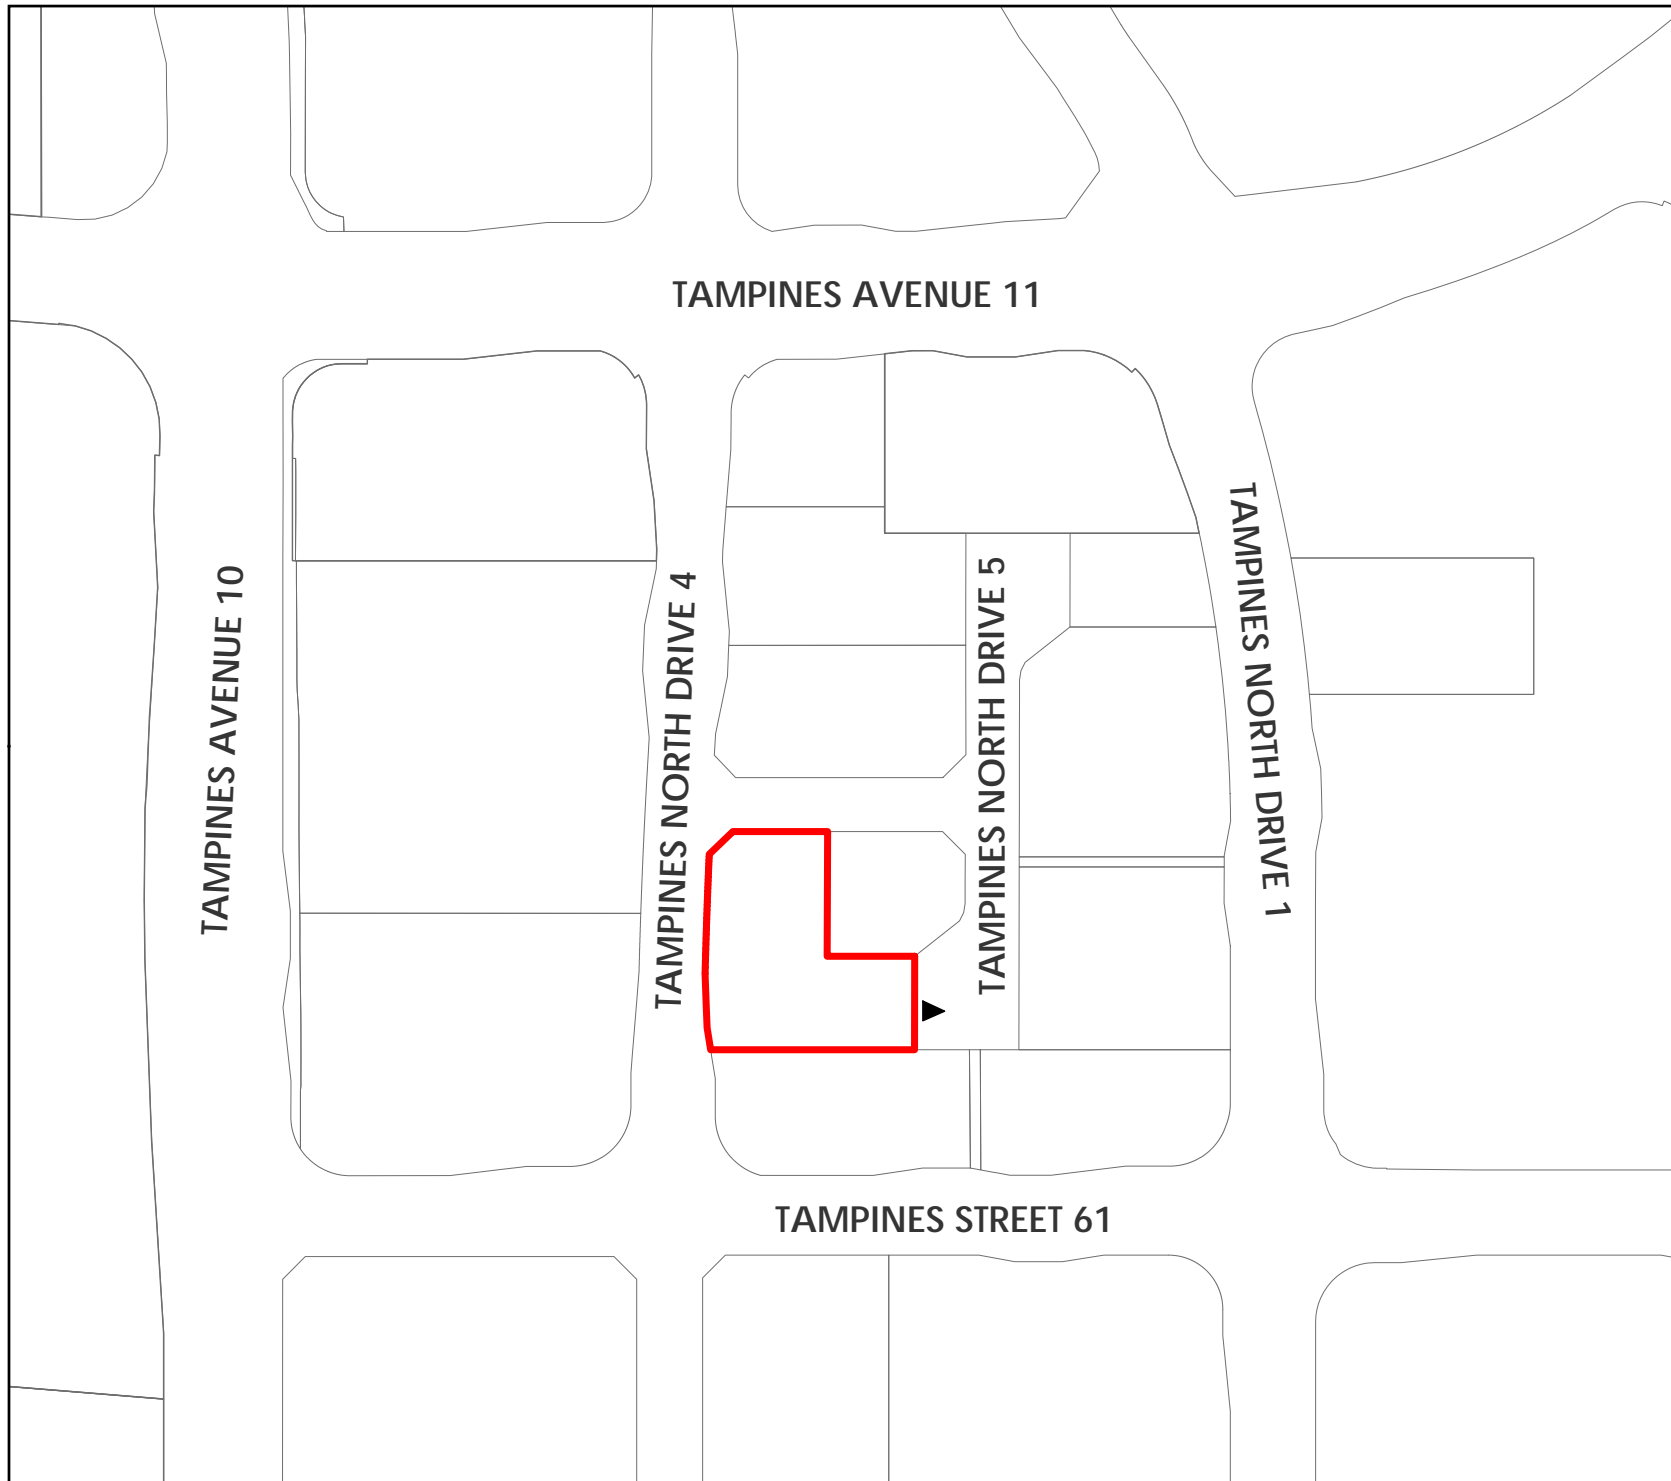 TAMPINES AVENUE 11
TAMPINES AVENUE 10
TAMPINES NORTH DRIVE 4
TAMPINES NORTH DRIVE 5
TAMPINES NORTH DRIVE 1
TAMPINES STREET 61